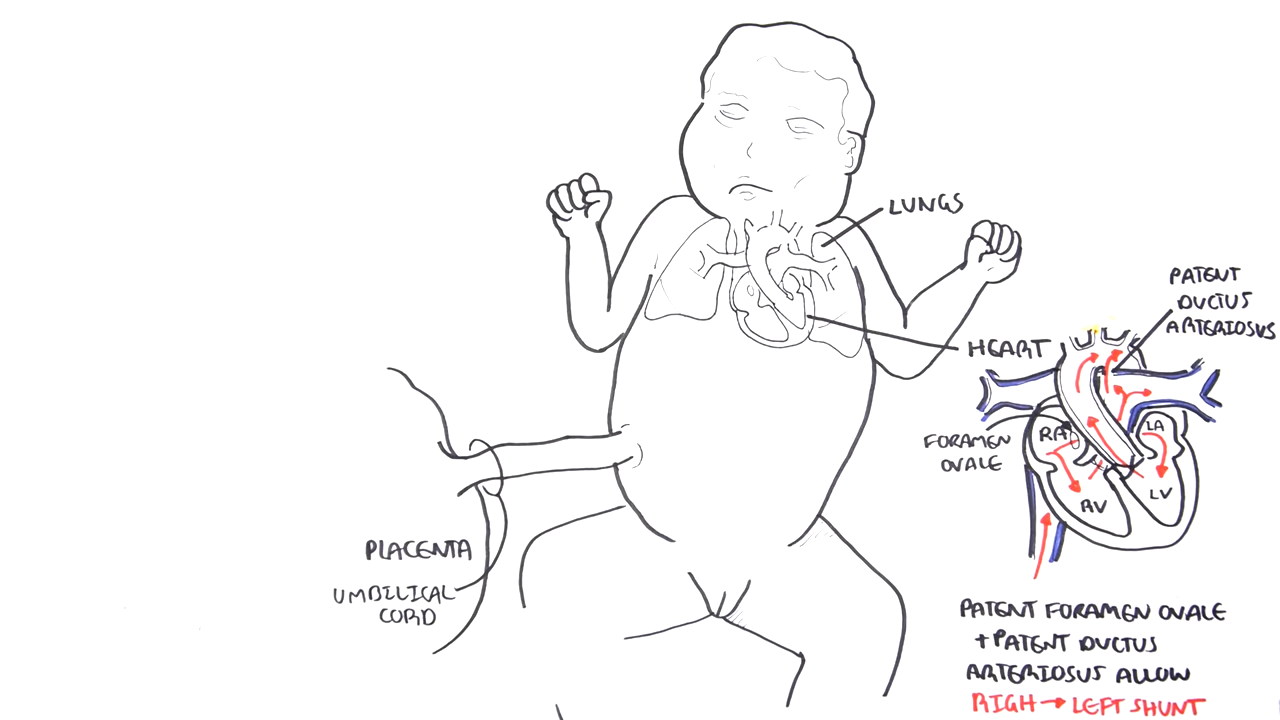 LUNGS
PATENT
DUCTUS
ARTERIOSUS
HEART
FORAMEN
OVALE
RA
LA
RV
LV
PLACENTA
UMBILICAL
CORD
PATENT FORAMEN OVALE
+ PATENT DUCTUS
ARTERIOSUS ALLOW
RIGH → LEFT SHUNT